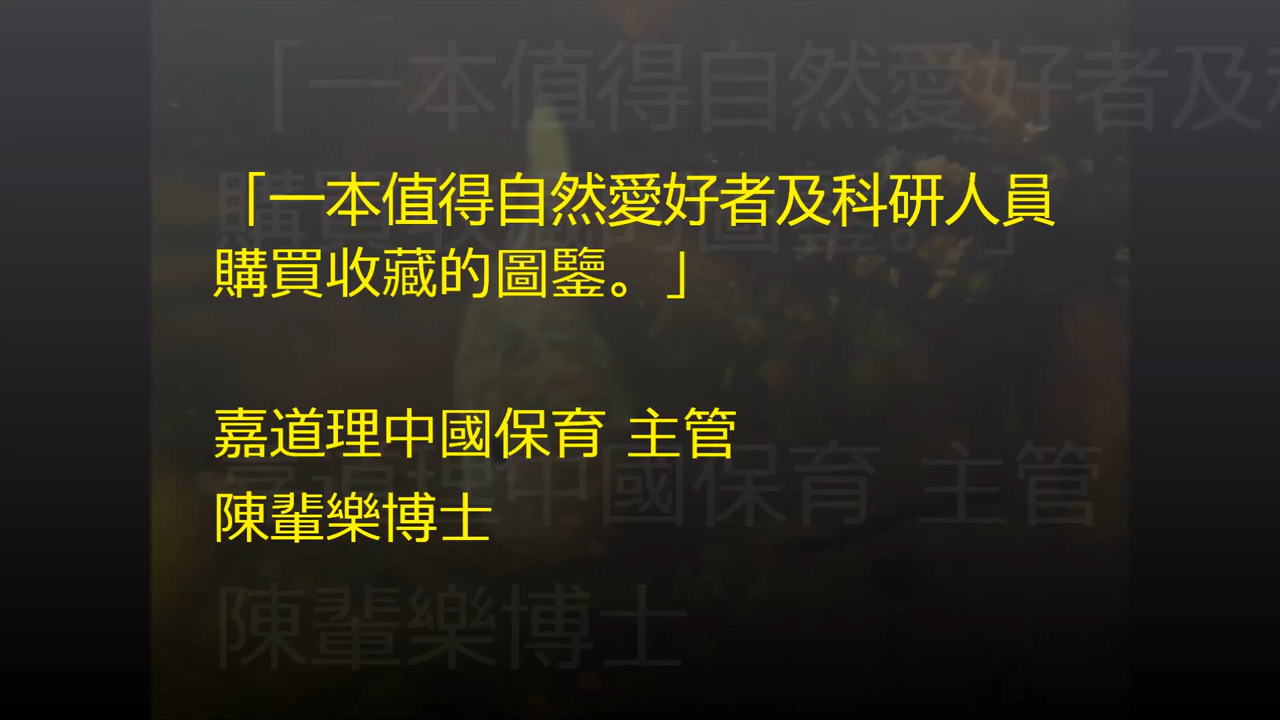 「一本值得自然愛好者及科研人員
購買收藏的圖鑒。」
嘉道理中國保育 主管
陳輩樂博士